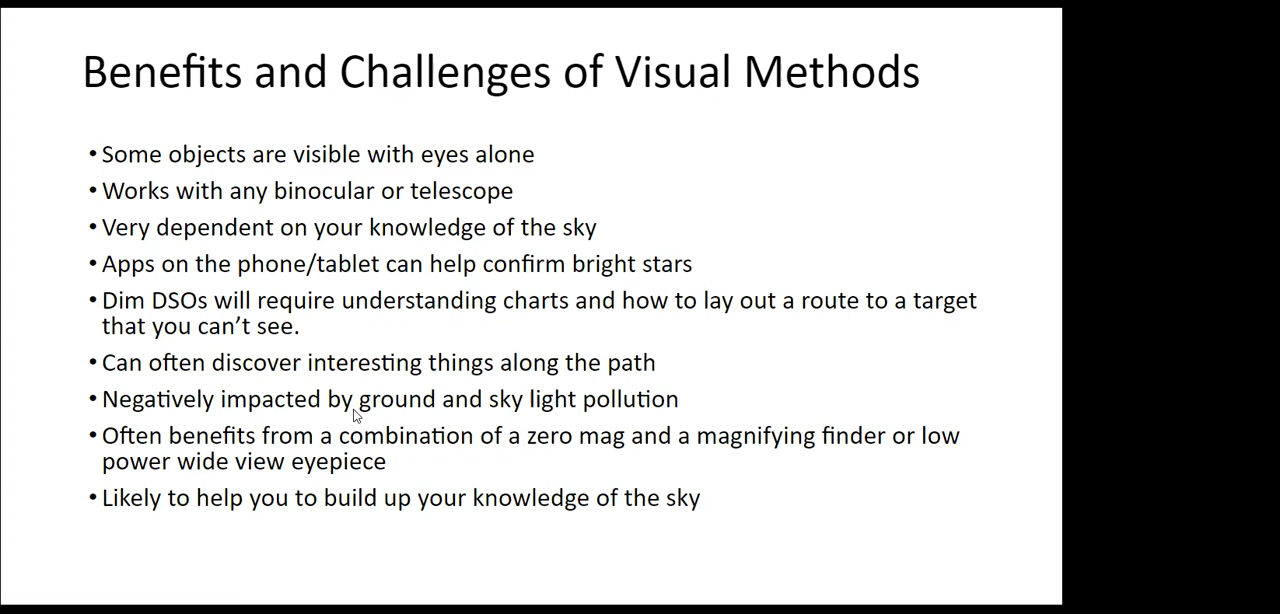 Benefits and Challenges of Visual Methods
•Some objects are visible with eyes alone
•Works with any binocular or telescope
•Very dependent on your knowledge of the sky
•Apps on the phone/tablet can help confirm bright stars
•Dim DSOs will require understanding charts and how to lay out a route to a target
that you can’t see.
•Can often discover interesting things along the path
•Negatively impacted by ground and sky light pollution
•Often benefits from a combination of a zero mag and a magnifying finder or low
power wide view eyepiece
•Likely to help you to build up your knowledge of the sky